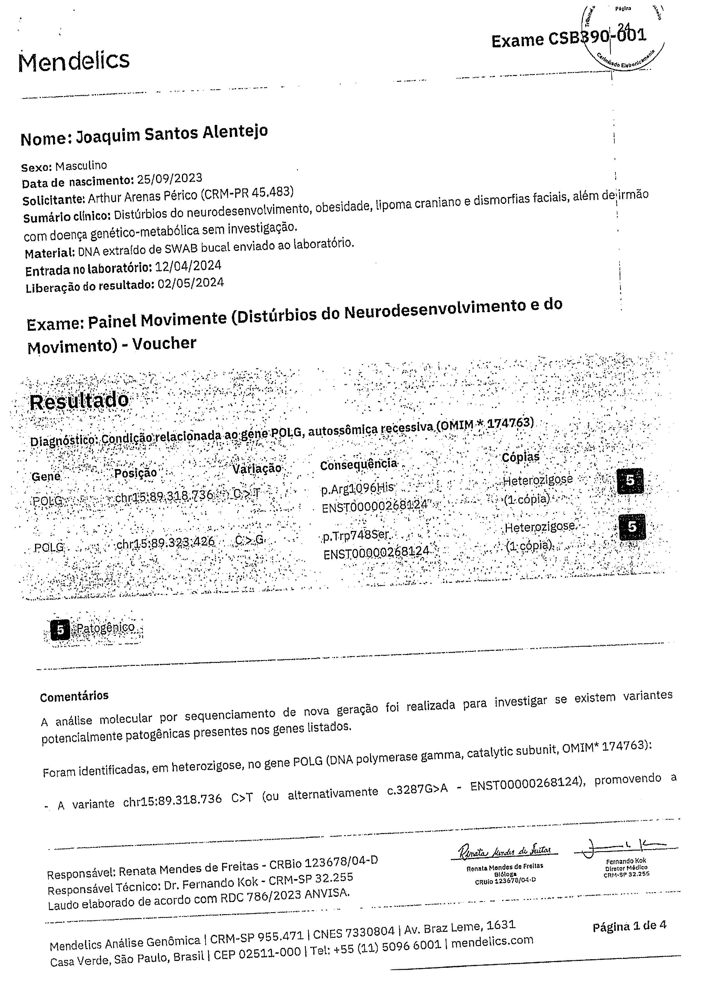 Página
24
Carimbado Eletronicamente
Exame CSB390-001
Mendelics
Nome: Joaquim Santos Alentejo
Sexo: Masculino
Data de nascimento: 25/09/2023
Solicitante: Arthur Arenas Périco (CRM-PR 45.483)
Sumário clínico: Distúrbios do neurodesenvolvimento, obesidade, lipoma craniano e dismorfias faciais, além de irmão
com doença genético-metabólica sem investigação.
Material: DNA extraído de SWAB bucal enviado ao laboratório.
Entrada no laboratório: 12/04/2024
Liberação do resultado: 02/05/2024
Exame: Painel Movimente (Distúrbios do Neurodesenvolvimento e do
Movimento) - Voucher
Resultado
Diagnóstico: Condição relacionada ao gene POLG, autossômica recessiva (OMIM * 174763)
Gene Posição Variação Consequência Cópias
POLG chr15:89.318.736 C > T p.Arg1096His Heterozigose 5
ENST00000268124 (1 cópia)
POLG chr15:89.323.426 C > G p.Trp748Ser Heterozigose 5
ENST00000268124 (1 cópia)
5 Patogênico
Comentários
A análise molecular por sequenciamento de nova geração foi realizada para investigar se existem variantes
potencialmente patogênicas presentes nos genes listados.
Foram identificadas, em heterozigose, no gene POLG (DNA polymerase gamma, catalytic subunit, OMIM* 174763):
- A variante chr15:89.318.736 C>T (ou alternativamente c.3287G>A - ENST00000268124), promovendo a
Renata Mendes de Freitas
Responsável: Renata Mendes de Freitas - CRBio 123678/04-D
Responsável Técnico: Dr. Fernando Kok - CRM-SP 32.255
Laudo elaborado de acordo com RDC 786/2023 ANVISA.
Renata Mendes de Freitas
Bióloga
CRBio 123678/04-D
Fernando Kok
Diretor Médico
CRM-SP 32.255
Mendelics Análise Genômica | CRM-SP 955.471 | CNES 7330804 | Av. Braz Leme, 1631
Casa Verde, São Paulo, Brasil | CEP 02511-000 | Tel: +55 (11) 5096 6001 | mendelics.com
Página 1 de 4